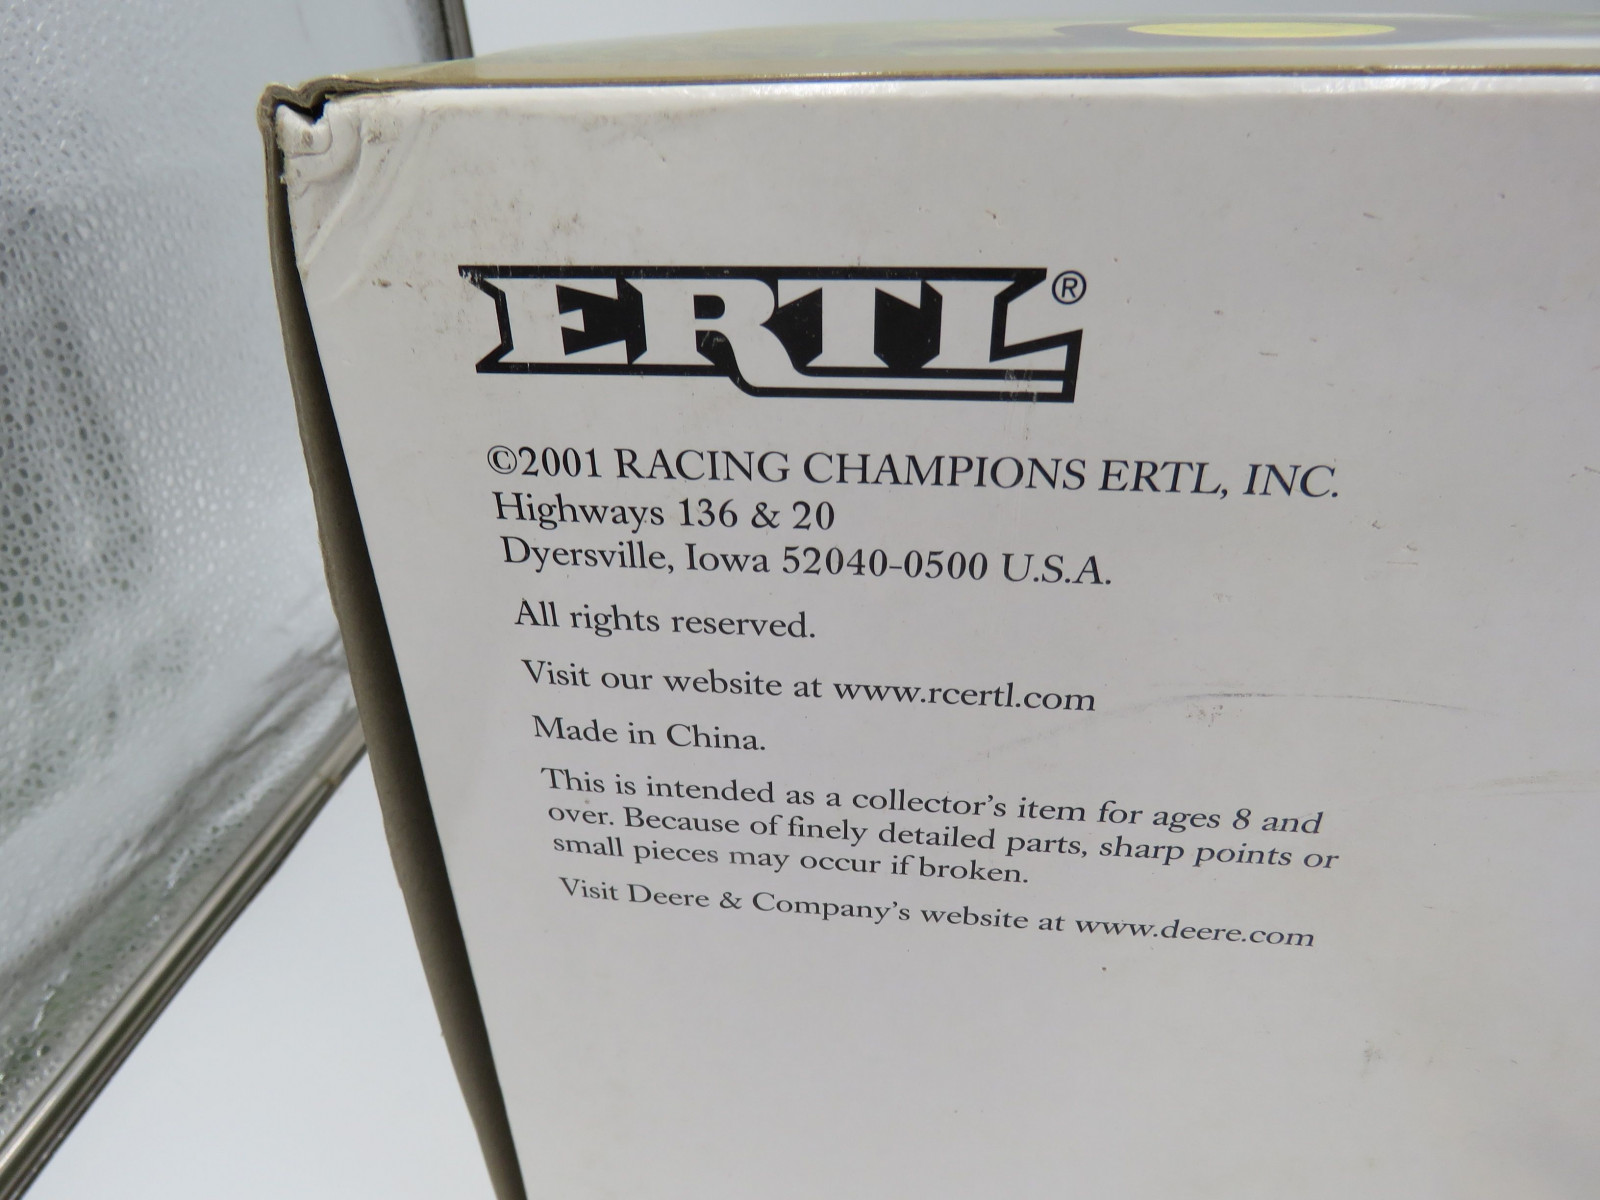 ERTL®
©2001 RACING CHAMPIONS ERTL, INC.
Highways 136 & 20
Dyersville, Iowa 52040-0500 U.S.A.
All rights reserved.
Visit our website at www.rcertl.com
Made in China.
This is intended as a collector's item for ages 8 and
over. Because of finely detailed parts, sharp points or
small pieces may occur if broken.
Visit Deere & Company's website at www.deere.com